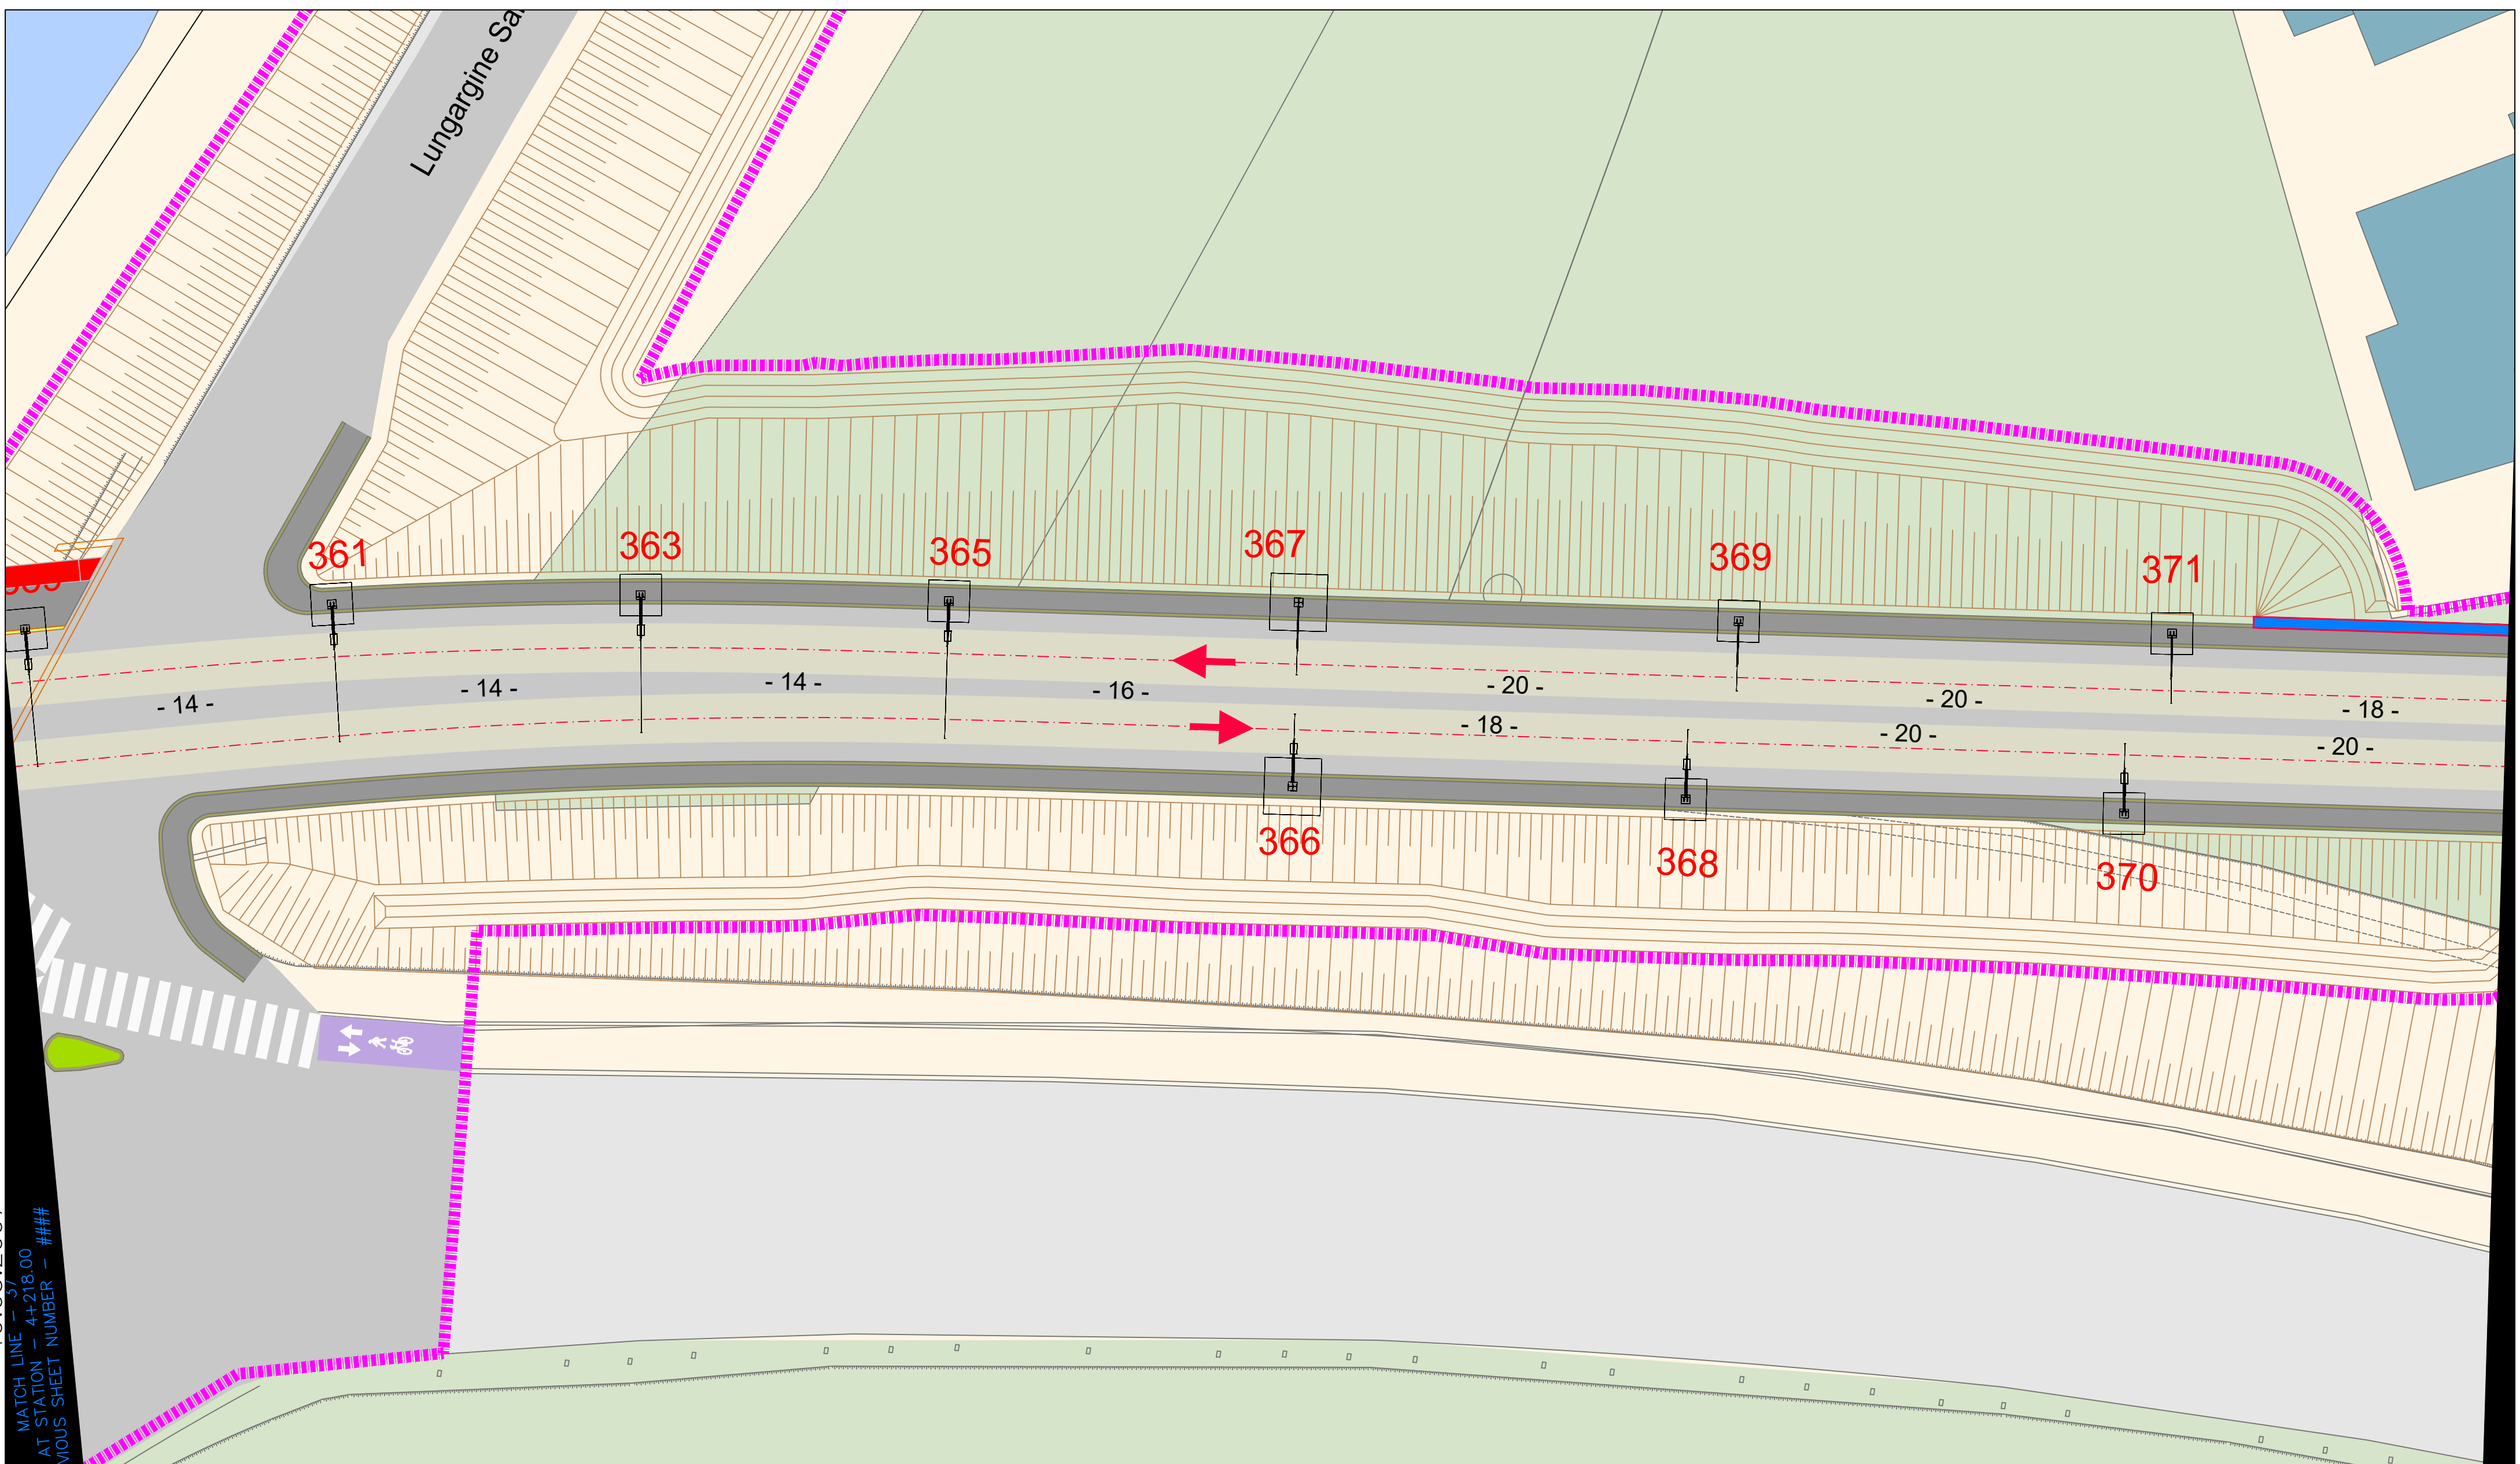 Lungargine
361
363
365
367
369
371
- 14 -
- 14 -
- 14 -
- 16 -
- 20 -
- 20 -
- 18 -
- 18 -
- 20 -
- 20 -
366
368
370
MATCH LINE - 37
AT STATION - 4+218.00
SHEET NUMBER - ####